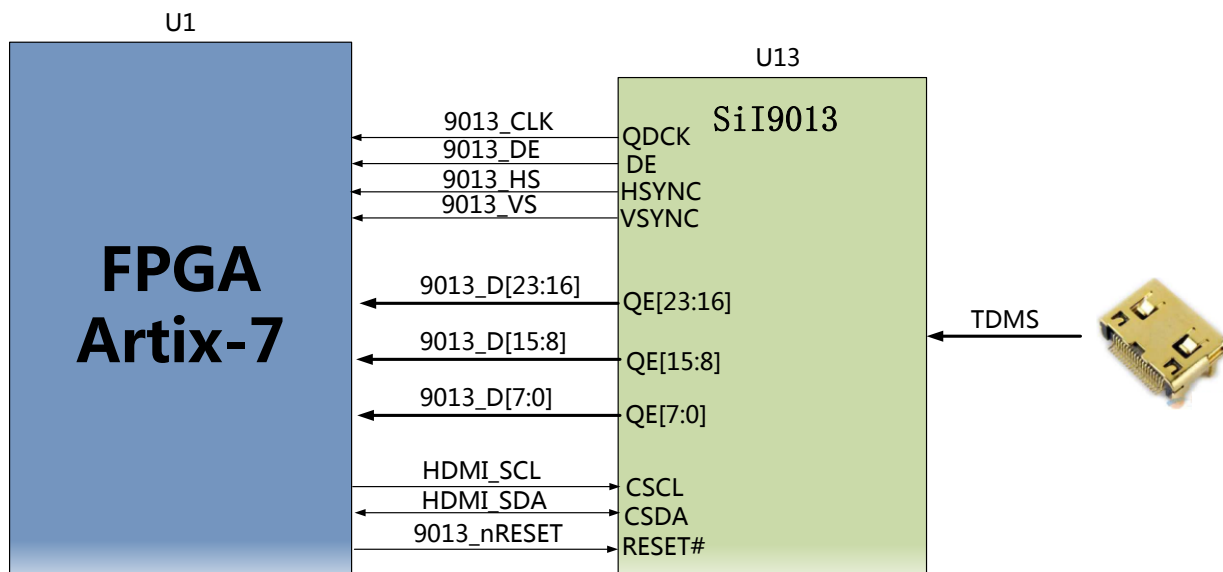 U1
U13
SiI9013
9013_CLK
QDCK
9013_DE
DE
9013_HS
HSYNC
9013_VS
VSYNC
FPGA
Artix-7
9013_D[23:16]
QE[23:16]
TDMS
9013_D[15:8]
QE[15:8]
9013_D[7:0]
QE[7:0]
HDMI_SCL
CSCL
HDMI_SDA
CSDA
9013_nRESET
RESET#